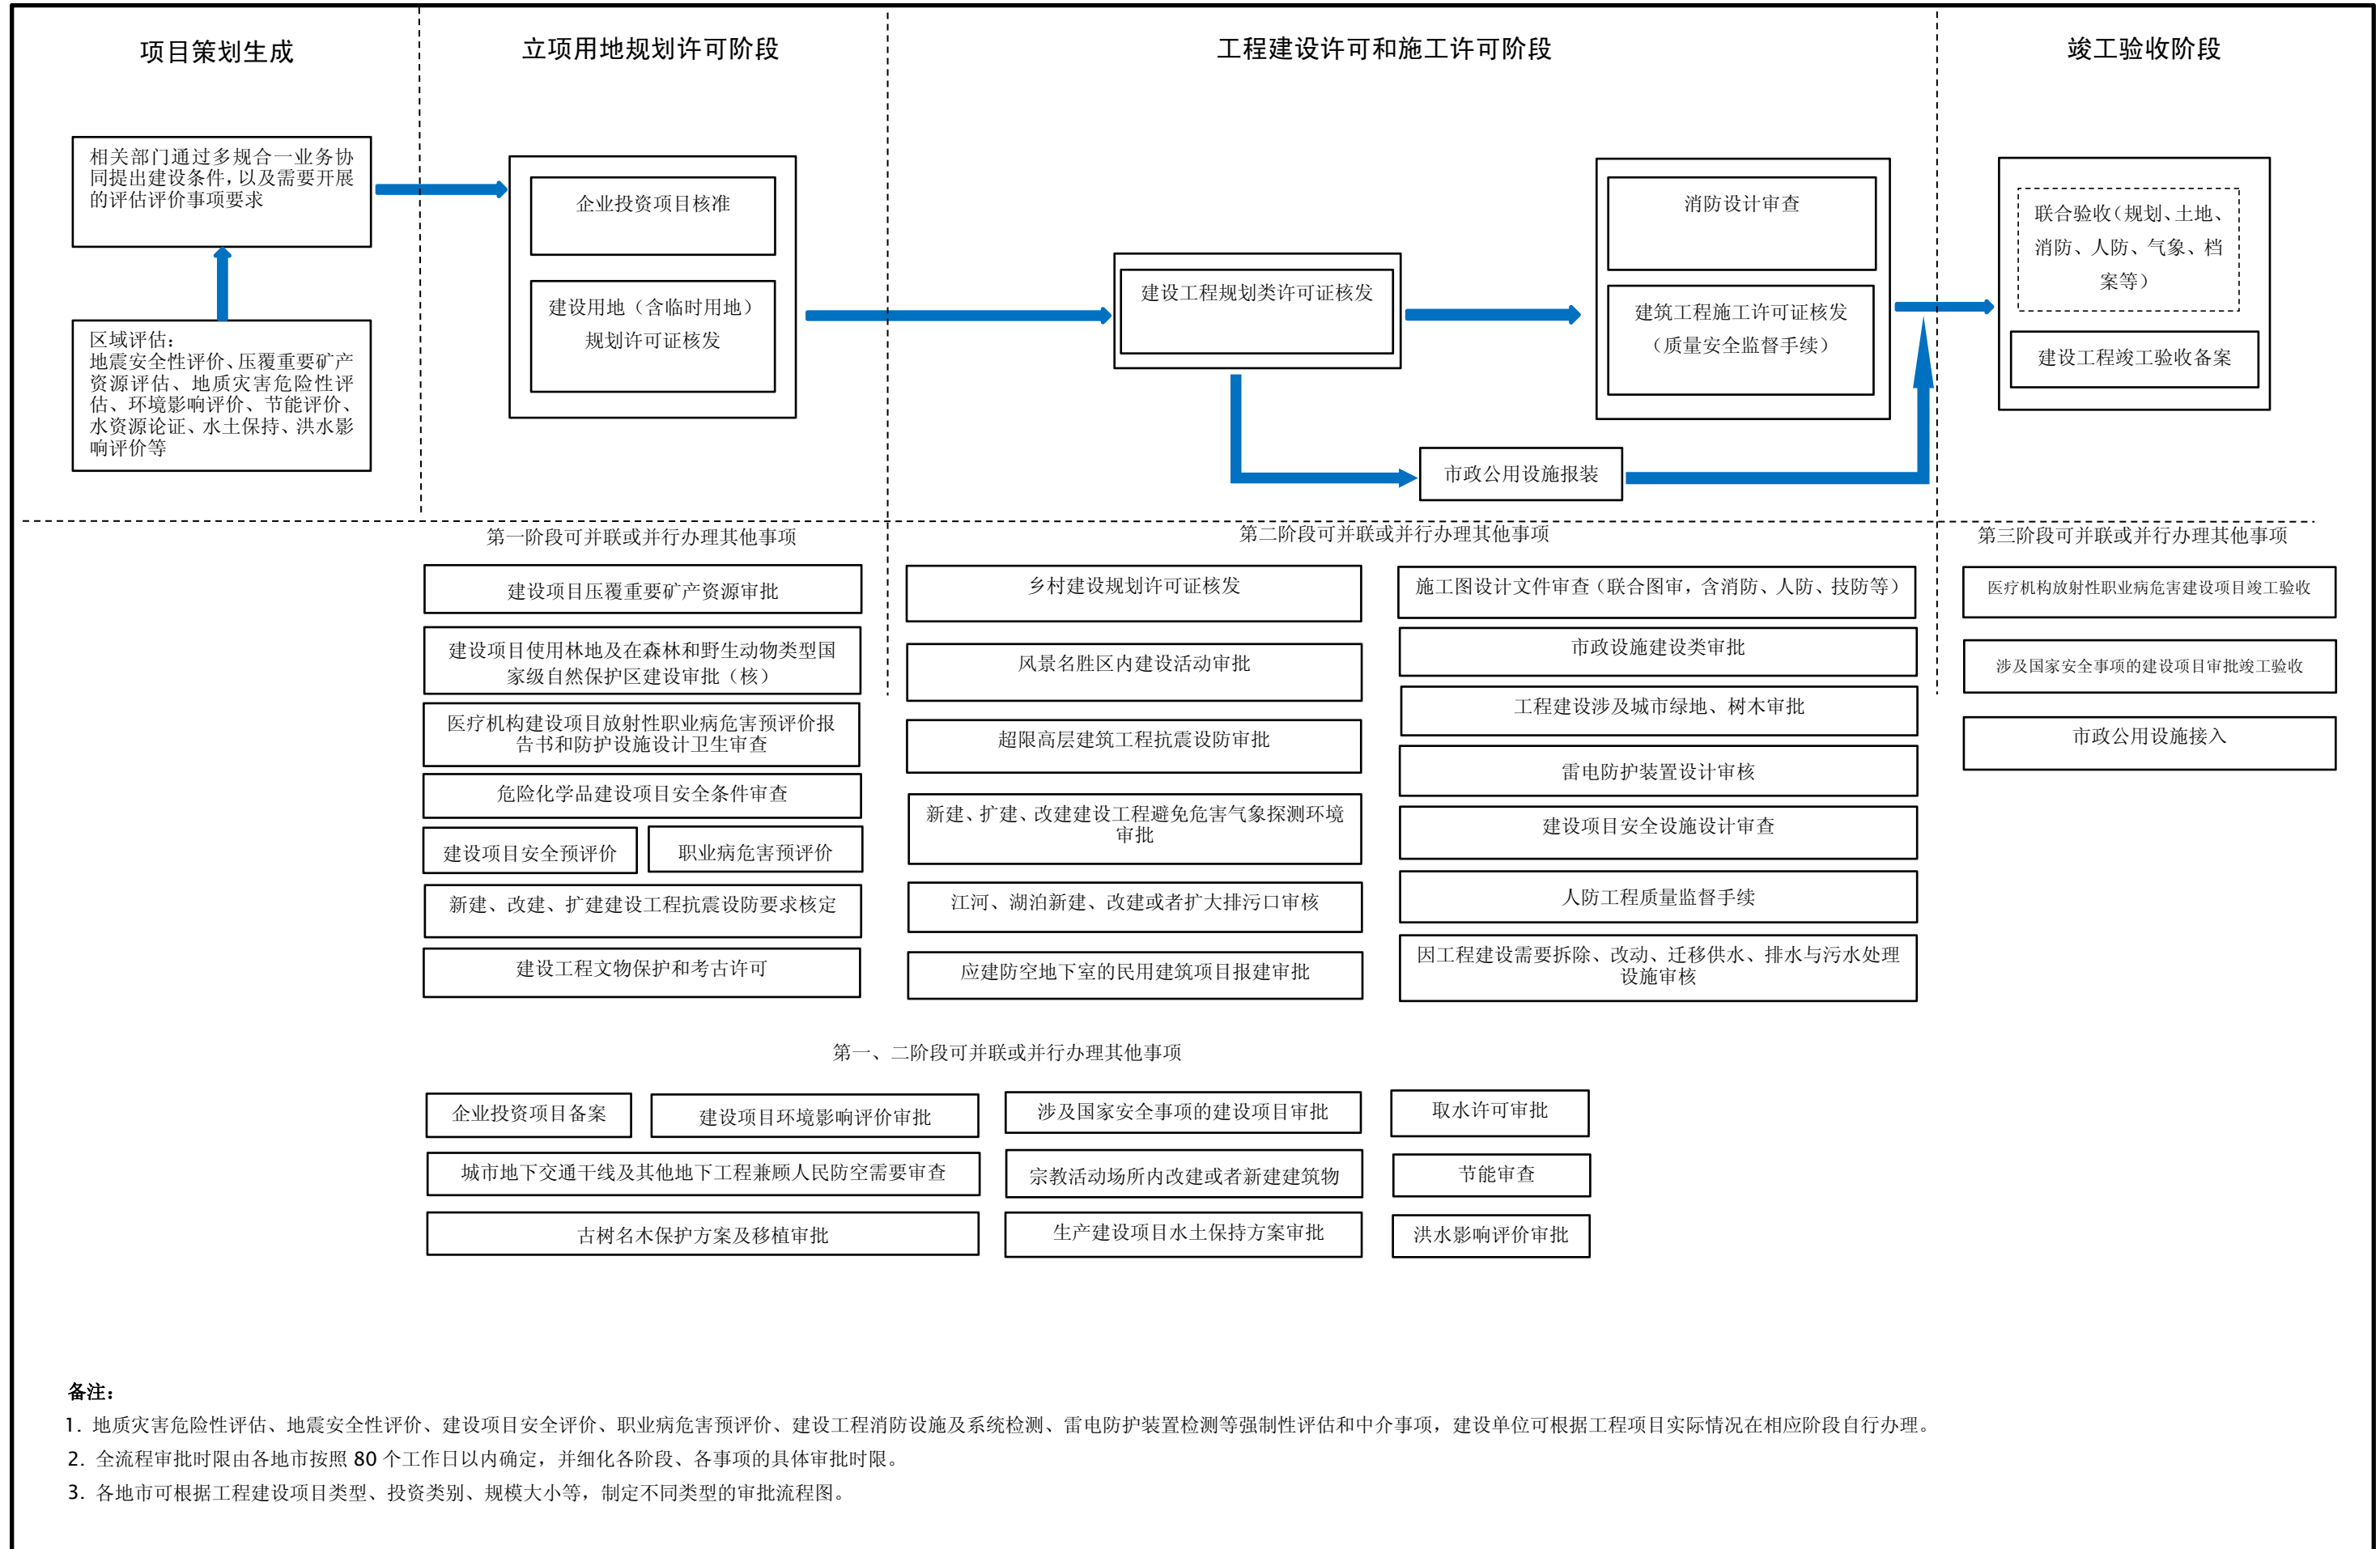 项目策划生成
立项用地规划许可阶段
工程建设许可和施工许可阶段
竣工验收阶段
相关部门通过多规合一业务协
同提出建设条件，以及需要开展
的评估评价事项要求
区域评估：
地震安全性评价、压覆重要矿产
资源评估、地质灾害危险性评
估、环境影响评价、节能评价、
水资源论证、水土保持、洪水影
响评价等
企业投资项目核准
建设用地（含临时用地）
规划许可证核发
建设工程规划类许可证核发
消防设计审查
建筑工程施工许可证核发
（质量安全监督手续）
市政公用设施报装
联合验收（规划、土地、
消防、人防、气象、档
案等）
建设工程竣工验收备案
第一阶段可并联或并行办理其他事项
建设项目压覆重要矿产资源审批
建设项目使用林地及在森林和野生动物类型国
家级自然保护区建设审批（核）
医疗机构建设项目放射性职业病危害预评价报
告书和防护设施设计卫生审查
危险化学品建设项目安全条件审查
建设项目安全预评价
职业病危害预评价
新建、改建、扩建建设工程抗震设防要求核定
建设工程文物保护和考古许可
第二阶段可并联或并行办理其他事项
乡村建设规划许可证核发
风景名胜区内建设活动审批
超限高层建筑工程抗震设防审批
新建、扩建、改建建设工程避免危害气象探测环境
审批
江河、湖泊新建、改建或者扩大排污口审核
应建防空地下室的民用建筑项目报建审批
施工图设计文件审查（联合图审，含消防、人防、技防等）
市政设施建设类审批
工程建设涉及城市绿地、树木审批
雷电防护装置设计审核
建设项目安全设施设计审查
人防工程质量监督手续
因工程建设需要拆除、改动、迁移供水、排水与污水处理
设施审核
第三阶段可并联或并行办理其他事项
医疗机构放射性职业病危害建设项目竣工验收
涉及国家安全事项的建设项目审批竣工验收
市政公用设施接入
第一、二阶段可并联或并行办理其他事项
企业投资项目备案
建设项目环境影响评价审批
涉及国家安全事项的建设项目审批
取水许可审批
城市地下交通干线及其他地下工程兼顾人民防空需要审查
宗教活动场所内改建或者新建建筑物
节能审查
古树名木保护方案及移植审批
生产建设项目水土保持方案审批
洪水影响评价审批
备注：
1. 地质灾害危险性评估、地震安全性评价、建设项目安全评价、职业病危害预评价、建设工程消防设施及系统检测、雷电防护装置检测等强制性评估和中介事项，建设单位可根据工程项目实际情况在相应阶段自行办理。
2. 全流程审批时限由各地市按照 80 个工作日以内确定，并细化各阶段、各事项的具体审批时限。
3. 各地市可根据工程建设项目类型、投资类别、规模大小等，制定不同类型的审批流程图。